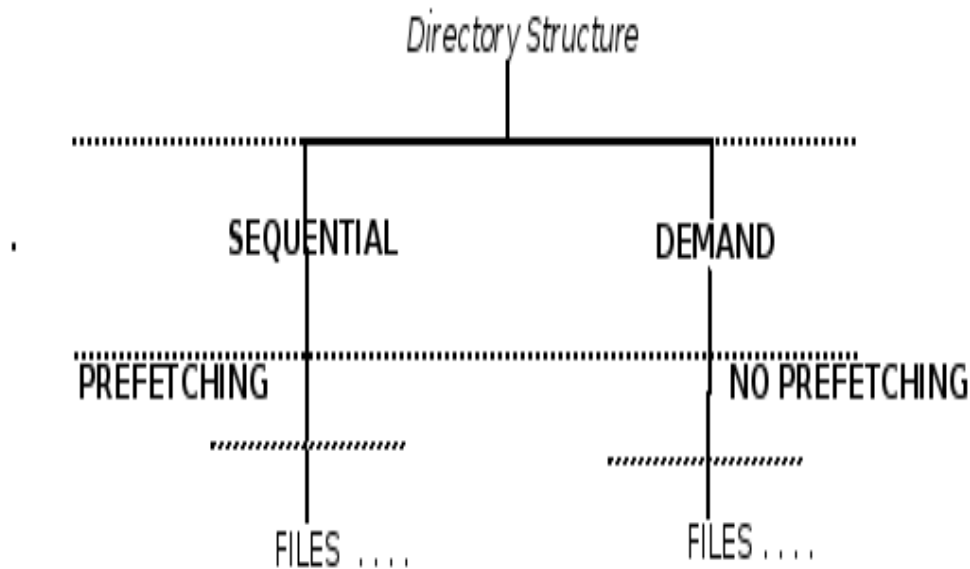 Directory Structure
SEQUENTIAL
DEMAND
PREFETCHING
NO PREFETCHING
FILES ....
FILES ....